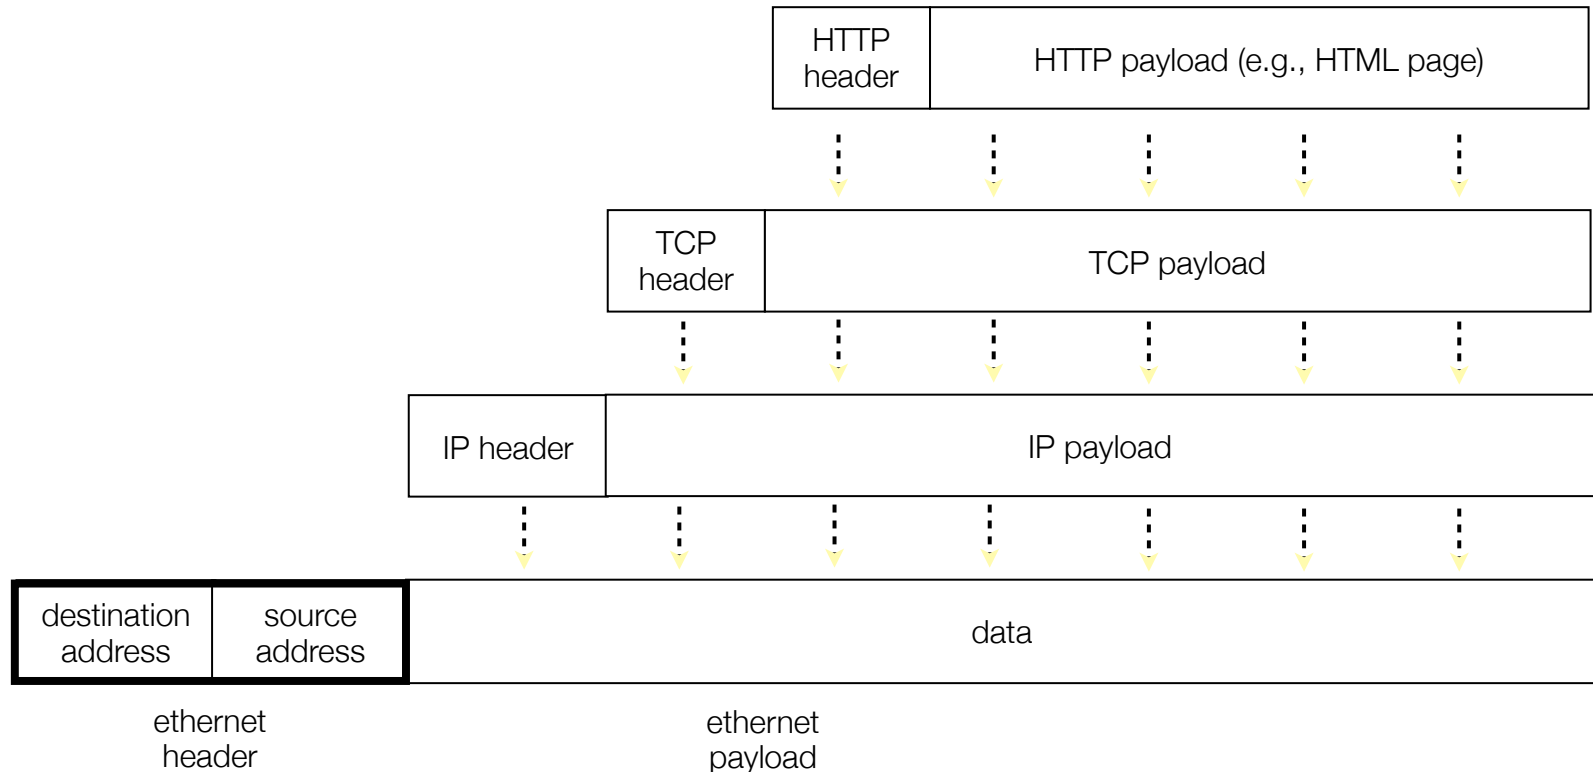 HTTP
header
HTTP payload (e.g., HTML page)
TCP
header
TCP payload
IP header
IP payload
destination
address
source
address
data
ethernet
header
ethernet
payload